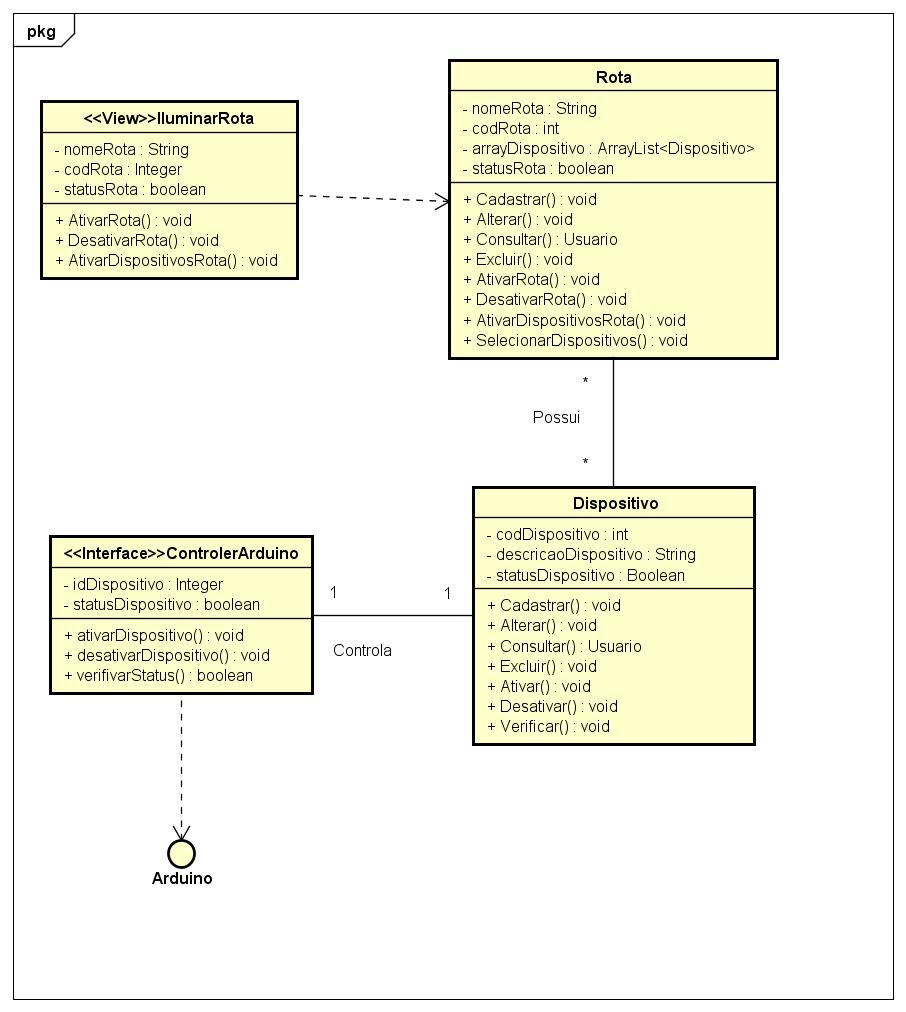 pkg
<<View>>IluminarRota
- nomeRota : String
- codRota : Integer
- statusRota : boolean
+ AtivarRota() : void
+ DesativarRota() : void
+ AtivarDispositivosRota() : void
Rota
- nomeRota : String
- codRota : int
- arrayDispositivo : ArrayList<Dispositivo>
- statusRota : boolean
+ Cadastrar() : void
+ Alterar() : void
+ Consultar() : Usuario
+ Excluir() : void
+ AtivarRota() : void
+ DesativarRota() : void
+ AtivarDispositivosRota() : void
+ SelecionarDispositivos() : void
*
Possui
*
Dispositivo
- codDispositivo : int
- descricaoDispositivo : String
- statusDispositivo : Boolean
+ Cadastrar() : void
+ Alterar() : void
+ Consultar() : Usuario
+ Excluir() : void
+ Ativar() : void
+ Desativar() : void
+ Verificar() : void
<<Interface>>ControlerArduino
- idDispositivo : Integer
- statusDispositivo : boolean
+ ativarDispositivo() : void
+ desativarDispositivo() : void
+ verifivarStatus() : boolean
1
1
Controla
Arduino